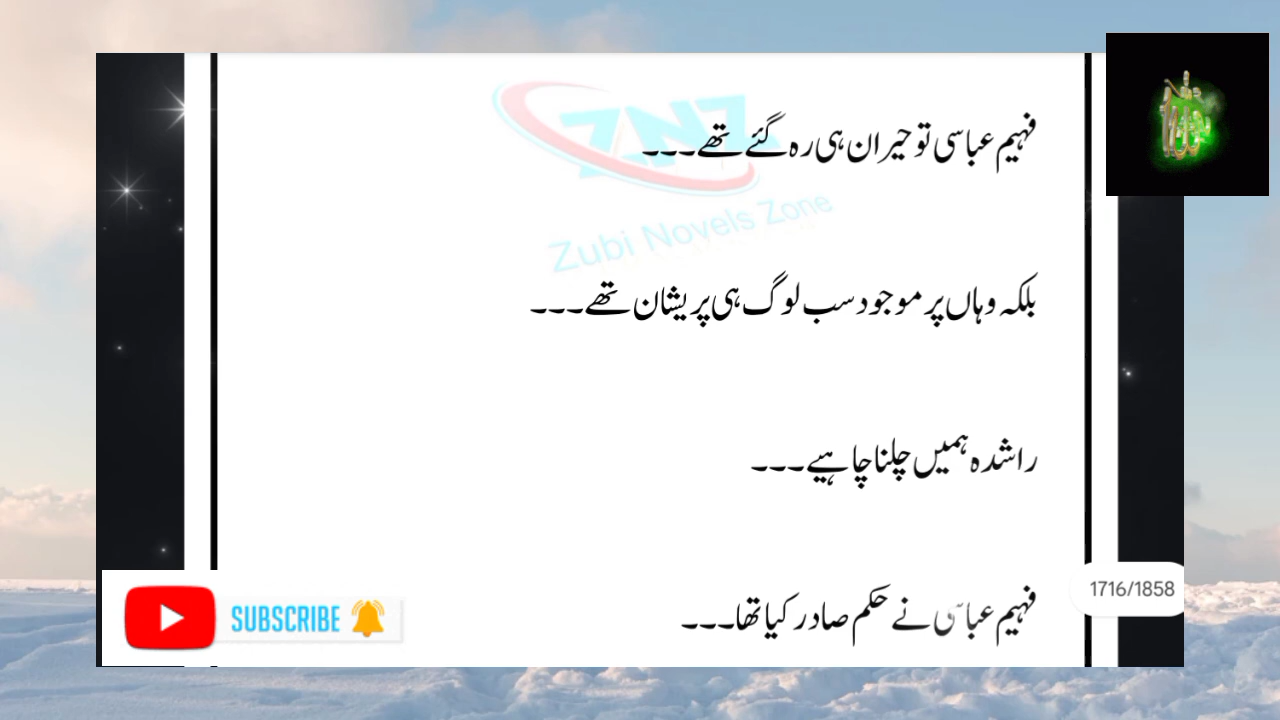 ZNZ
Zubi Novels Zone
فہیم عباسی تو حیران ہی رہ گئے تھے۔۔۔
بلکہ وہاں پر موجود سب لوگ ہی پریشان تھے۔۔۔
راشدہ ہمیں چلنا چاہیے۔۔۔
فہیم عباسی نے حکم صادر کیا تھا۔۔۔
1716/1858
SUBSCRIBE